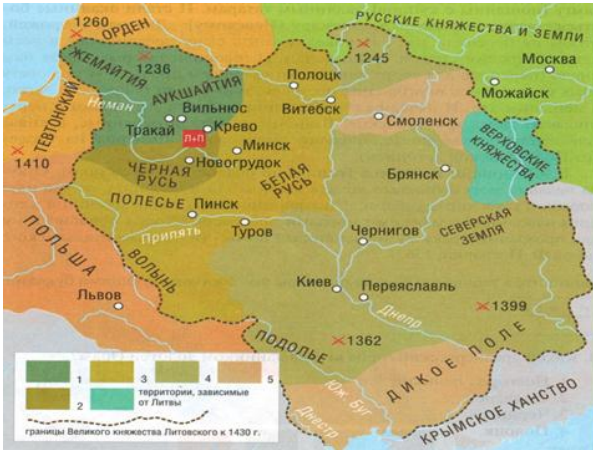 1260
ОРДЕН
РУССКИЕ КНЯЖЕСТВА И ЗЕМЛИ
ЖЕМАЙТИЯ
1236
1245
Москва
Полоцк
Можайск
АУКШАЙТИЯ
Неман
Вильнюс
Витебск
ТЕВТОНСКИЙ
Тракай
Крево
Смоленск
Л+П
Минск
ВЕРХОВСКИЕ
КНЯЖЕСТВА
1410
Новогрудок
ЧЕРНАЯ
РУСЬ
БЕЛАЯ
РУСЬ
Брянск
ПОЛЕСЬЕ
Пинск
СЕВЕРСКАЯ
ЗЕМЛЯ
ПОЛЬША
Припять
Туров
Чернигов
ВОЛЫНЬ
Киев
Переяславль
Львов
Днепр
1399
ПОДОЛЬЕ
1362
ДИКОЕ ПОЛЕ
Юж. Буг
Днестр
КРЫМСКОЕ ХАНСТВО
1
3
4
5
2
территории, зависимые
от Литвы
границы Великого княжества Литовского к 1430 г.